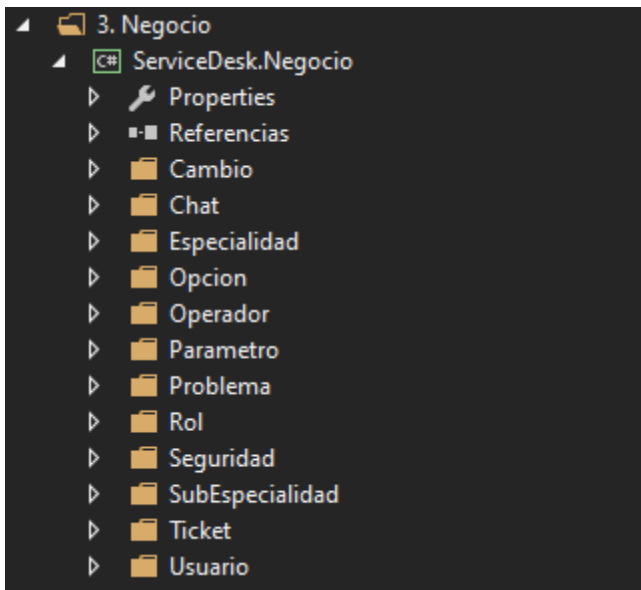 3. Negocio
C# ServiceDesk.Negocio
Properties
Referencias
Cambio
Chat
Especialidad
Opcion
Operador
Parametro
Problema
Rol
Seguridad
SubEspecialidad
Ticket
Usuario